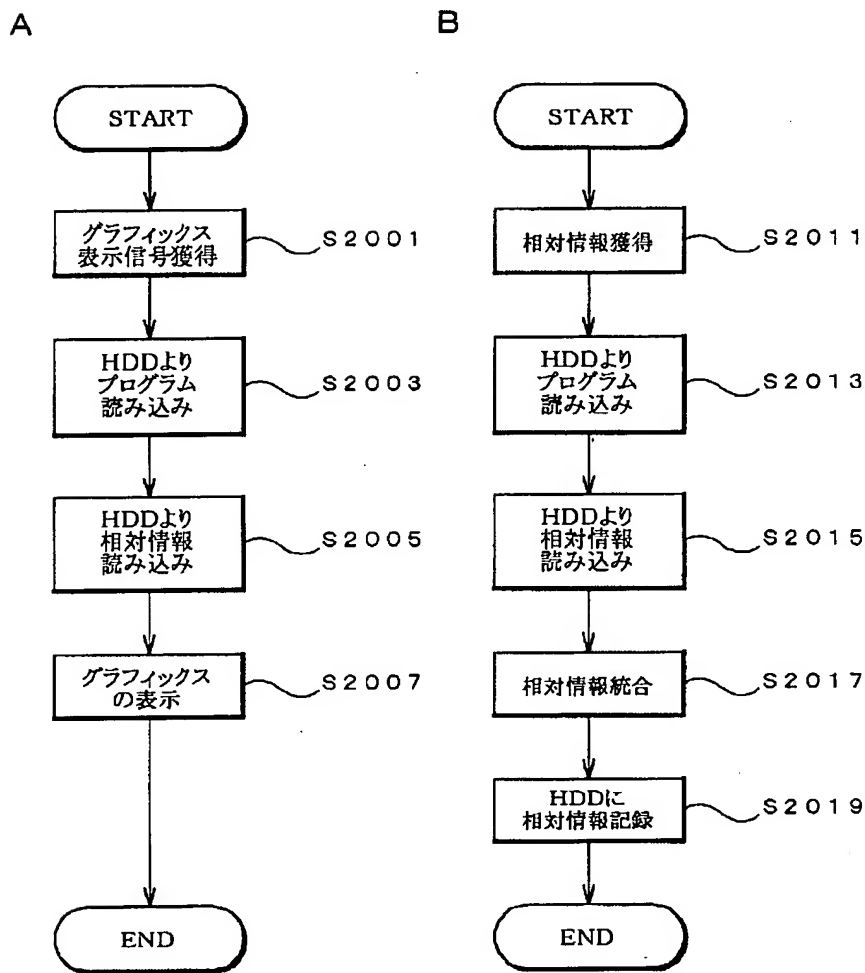 A
START
グラフィックス
表示信号獲得
S2001
HDDより
プログラム
読み込み
S2003
HDDより
相対情報
読み込み
S2005
グラフィックス
の表示
S2007
END
B
START
相対情報獲得
S2011
HDDより
プログラム
読み込み
S2013
HDDより
相対情報
読み込み
S2015
相対情報統合
S2017
HDDに
相対情報記録
S2019
END